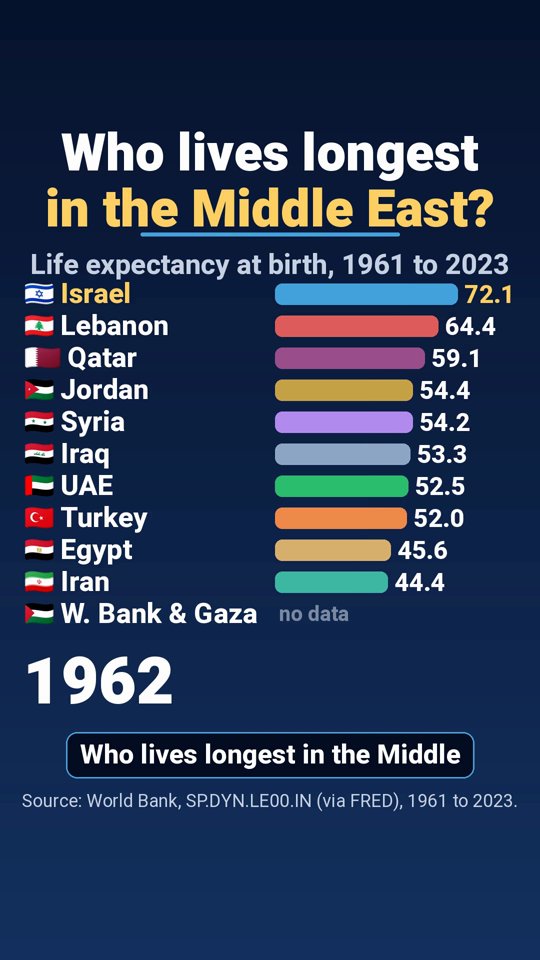 Who lives longest
in the Middle East?
Life expectancy at birth, 1961 to 2023
Israel 72.1
Lebanon 64.4
Qatar 59.1
Jordan 54.4
Syria 54.2
Iraq 53.3
UAE 52.5
Turkey 52.0
Egypt 45.6
Iran 44.4
W. Bank & Gaza no data
1962
Who lives longest in the Middle
Source: World Bank, SP.DYN.LE00.IN (via FRED), 1961 to 2023.